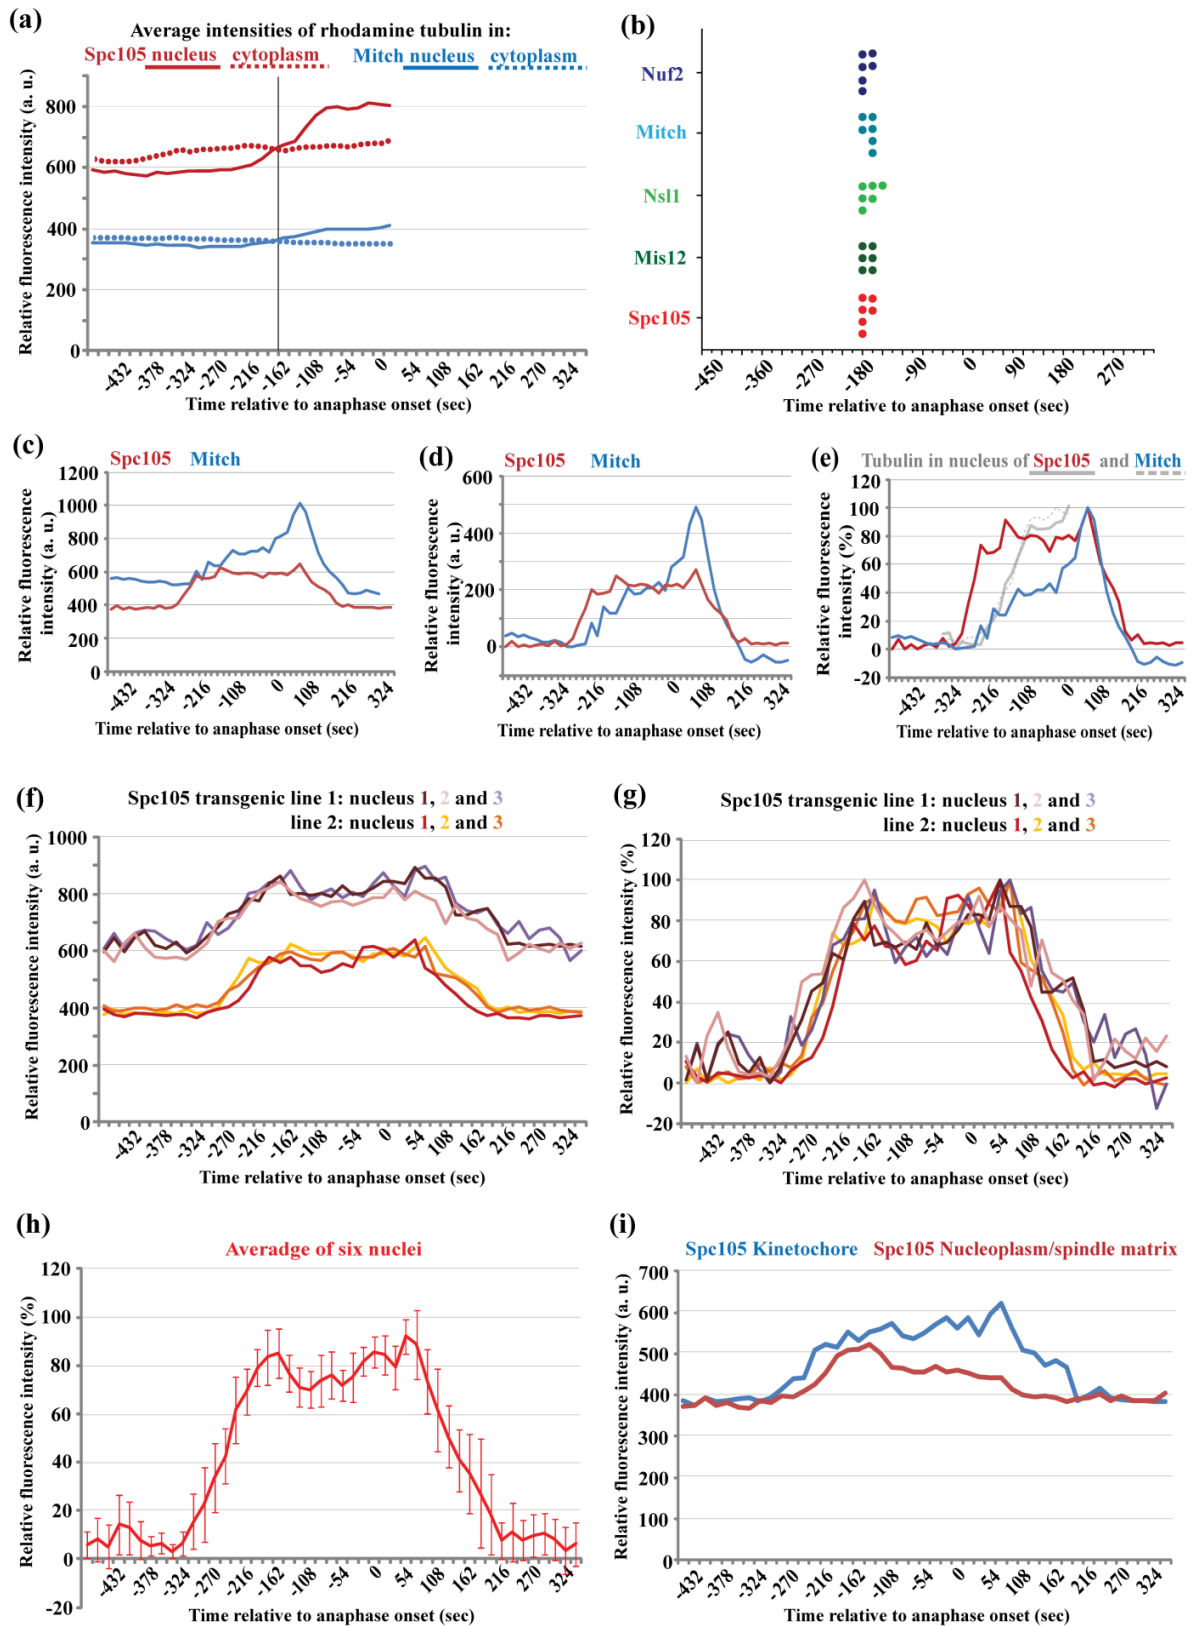 (a)
Average intensities of rhodamine tubulin in:
Spc105 nucleus cytoplasm Mitch nucleus cytoplasm
Relative fluorescence intensity (a. u.)
800
600
400
200
0
-432 -378 -324 -270 -216 -162 -108 -54 0 54 108 162 216 270 324
Time relative to anaphase onset (sec)
(b)
Nuf2
Mitch
Nsl1
Mis12
Spc105
-450 -360 -270 -180 -90 0 90 180 270
Time relative to anaphase onset (sec)
(c)
Spc105 Mitch
Relative fluorescence
intensity (a. u.)
1200
1000
800
600
400
200
0
-432 -324 -216 -108 0 108 216 324
Time relative to anaphase onset (sec)
(d)
Spc105 Mitch
Relative fluorescence
intensity (a. u.)
600
400
200
0
-432 -324 -216 -108 0 108 216 324
Time relative to anaphase onset (sec)
(e)
Tubulin in nucleus of Spc105 and Mitch
Relative fluorescence
intensity (%)
120
100
80
60
40
20
0
-20
-432 -324 -216 -108 0 108 216 324
Time relative to anaphase onset (sec)
(f)
Spc105 transgenic line 1: nucleus 1, 2 and 3
line 2: nucleus 1, 2 and 3
Relative fluorescence intensity (a. u.)
1000
800
600
400
200
0
-432 -378 -324 -270 -216 -162 -108 -54 0 54 108 162 216 270 324
Time relative to anaphase onset (sec)
(g)
Spc105 transgenic line 1: nucleus 1, 2 and 3
line 2: nucleus 1, 2 and 3
Relative fluorescence intensity (%)
120
100
80
60
40
20
0
-20
-432 -378 -324 -270 -216 -162 -108 -54 0 54 108 162 216 270 324
Time relative to anaphase onset (sec)
(h)
Averadge of six nuclei
Relative fluorescence intensity (%)
120
100
80
60
40
20
0
-20
-432 -378 -324 -270 -216 -162 -108 -54 0 54 108 162 216 270 324
Time relative to anaphase onset (sec)
(i)
Spc105 Kinetochore Spc105 Nucleoplasm/spindle matrix
Relative fluorescence intensity (a. u.)
700
600
500
400
300
200
100
0
-432 -378 -324 -270 -216 -162 -108 -54 0 54 108 162 216 270 324
Time relative to anaphase onset (sec)